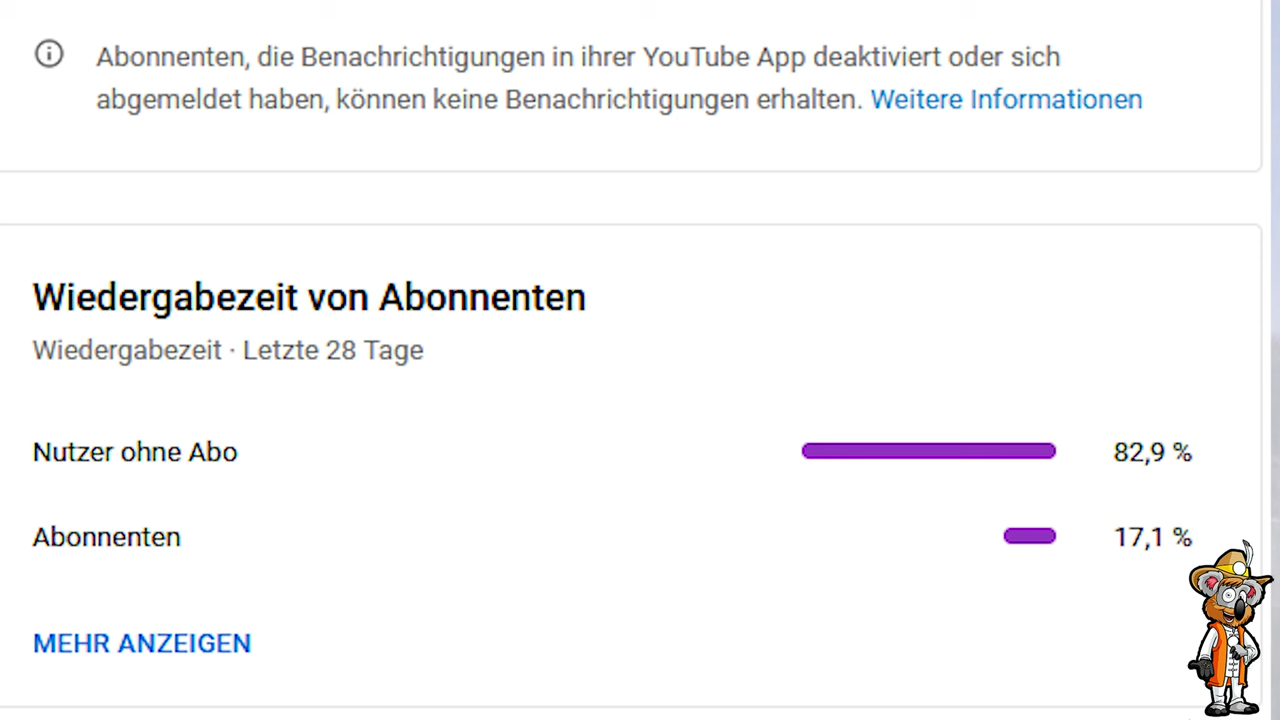 Abonnenten, die Benachrichtigungen in ihrer YouTube App deaktiviert oder sich
abgemeldet haben, können keine Benachrichtigungen erhalten. Weitere Informationen
Wiedergabezeit von Abonnenten
Wiedergabezeit · Letzte 28 Tage
Nutzer ohne Abo 82,9 %
Abonnenten 17,1 %
MEHR ANZEIGEN